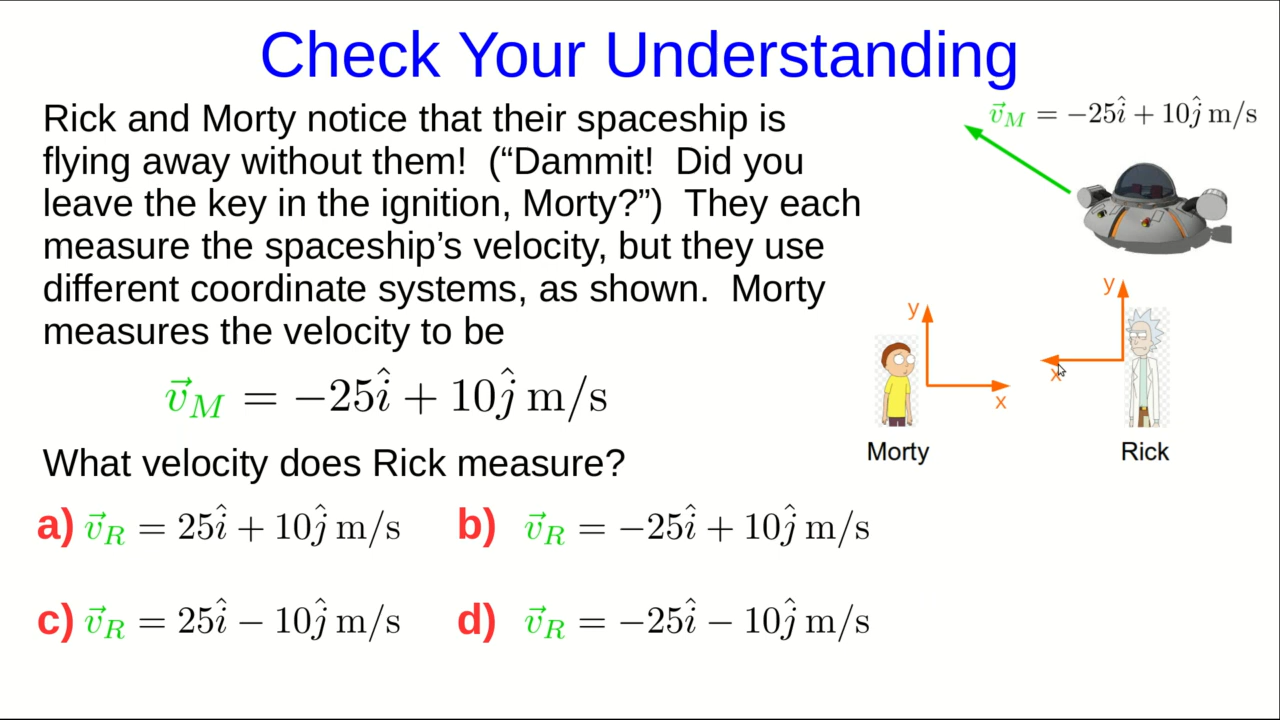 Check Your Understanding
Rick and Morty notice that their spaceship is
flying away without them! (“Dammit! Did you
leave the key in the ignition, Morty?”) They each
measure the spaceship’s velocity, but they use
different coordinate systems, as shown. Morty
measures the velocity to be
v⃗_M = −25î + 10ĵ m/s
What velocity does Rick measure?
a) v⃗_R = 25î + 10ĵ m/s
b) v⃗_R = −25î + 10ĵ m/s
c) v⃗_R = 25î − 10ĵ m/s
d) v⃗_R = −25î − 10ĵ m/s
v⃗_M = −25î + 10ĵ m/s
y
x
Morty
y
x
Rick